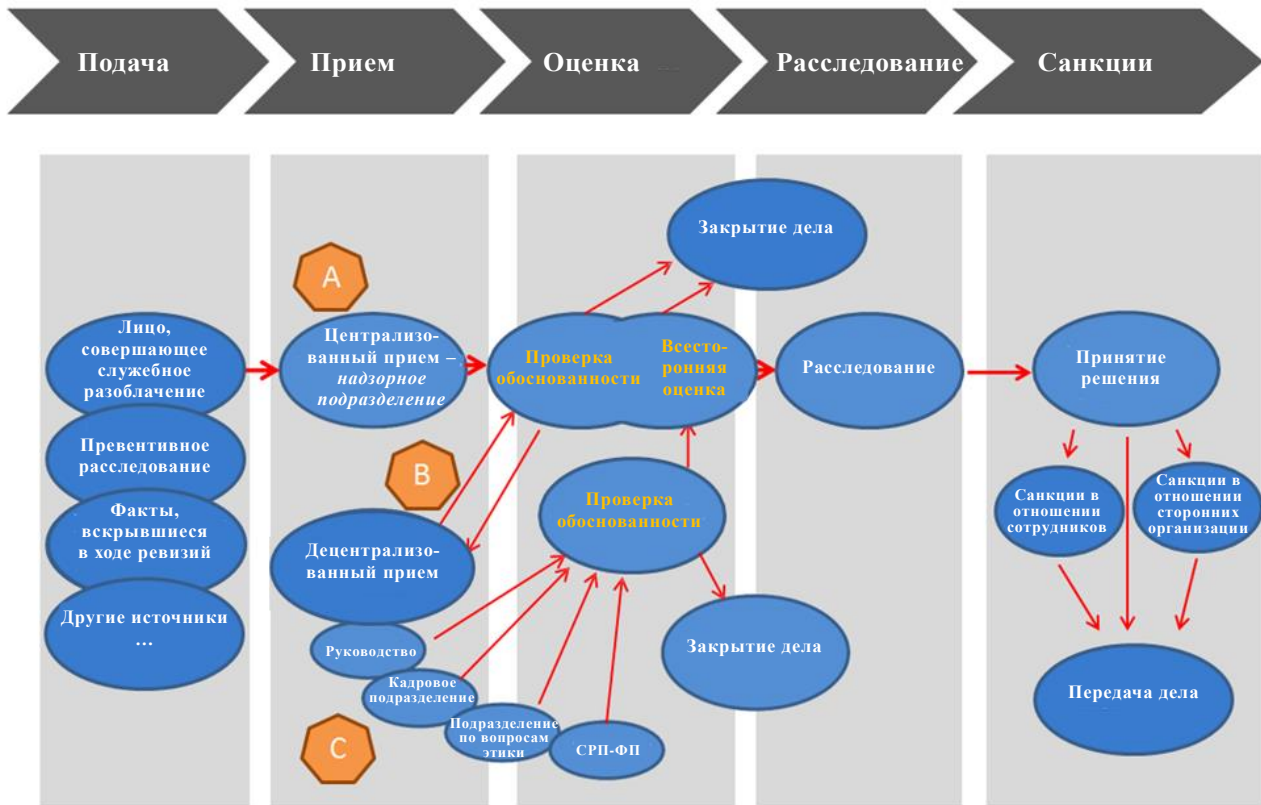 Подача
Прием
Оценка ...
Расследование
Санкции
Лицо,
совершающее
служебное
разоблачение
Превентивное
расследование
Факты,
вскрывшиеся
в ходе ревизий
Другие источники
...
A
Централизо-
ванный прием –
надзорное
подразделение
B
Децентрализо-
ванный прием
Руководство
Кадровое
подразделение
Подразделение
по вопросам
этики
СРП-ФП
C
Закрытие дела
Проверка
обоснованности
Всесто-
ронняя
оценка
Проверка
обоснованности
Закрытие дела
Расследование
Принятие
решения
Санкции в
отношении
сотрудников
Санкции в
отношении
сторонних
организации
Передача дела